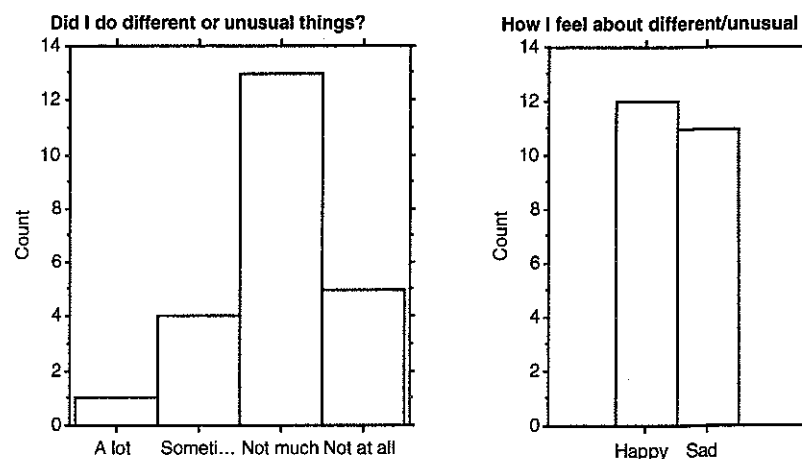 Did I do different or unusual things?
14
12
10
8
6
4
2
0
Count
A lot Someti... Not much Not at all
How I feel about different/unusual
14
12
10
8
6
4
2
0
Count
Happy Sad